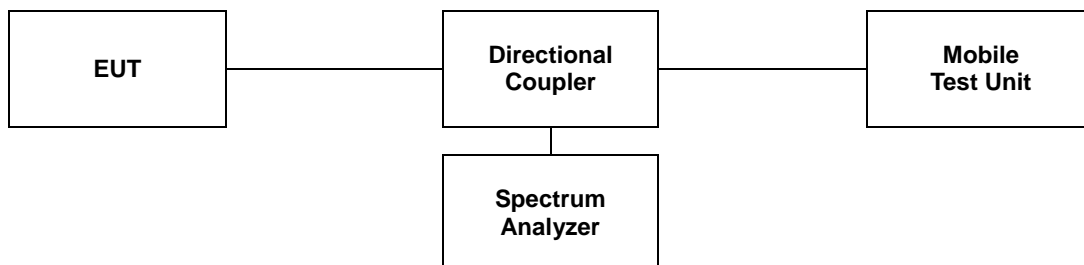 EUT
Directional
Coupler
Mobile
Test Unit
Spectrum
Analyzer